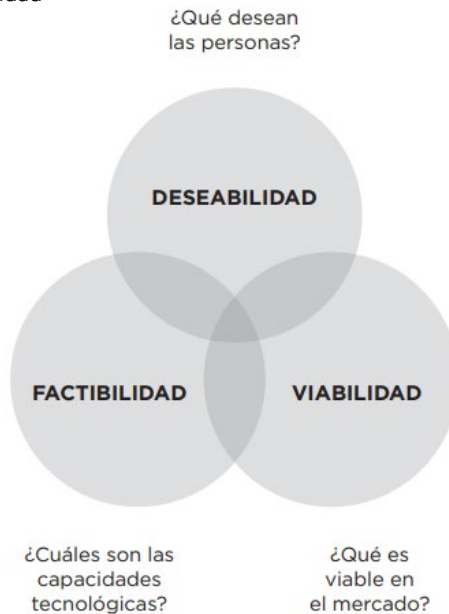 ¿Qué desean
las personas?
DESEABILIDAD
FACTIBILIDAD
VIABILIDAD
¿Cuáles son las
capacidades
tecnológicas?
¿Qué es
viable en
el mercado?